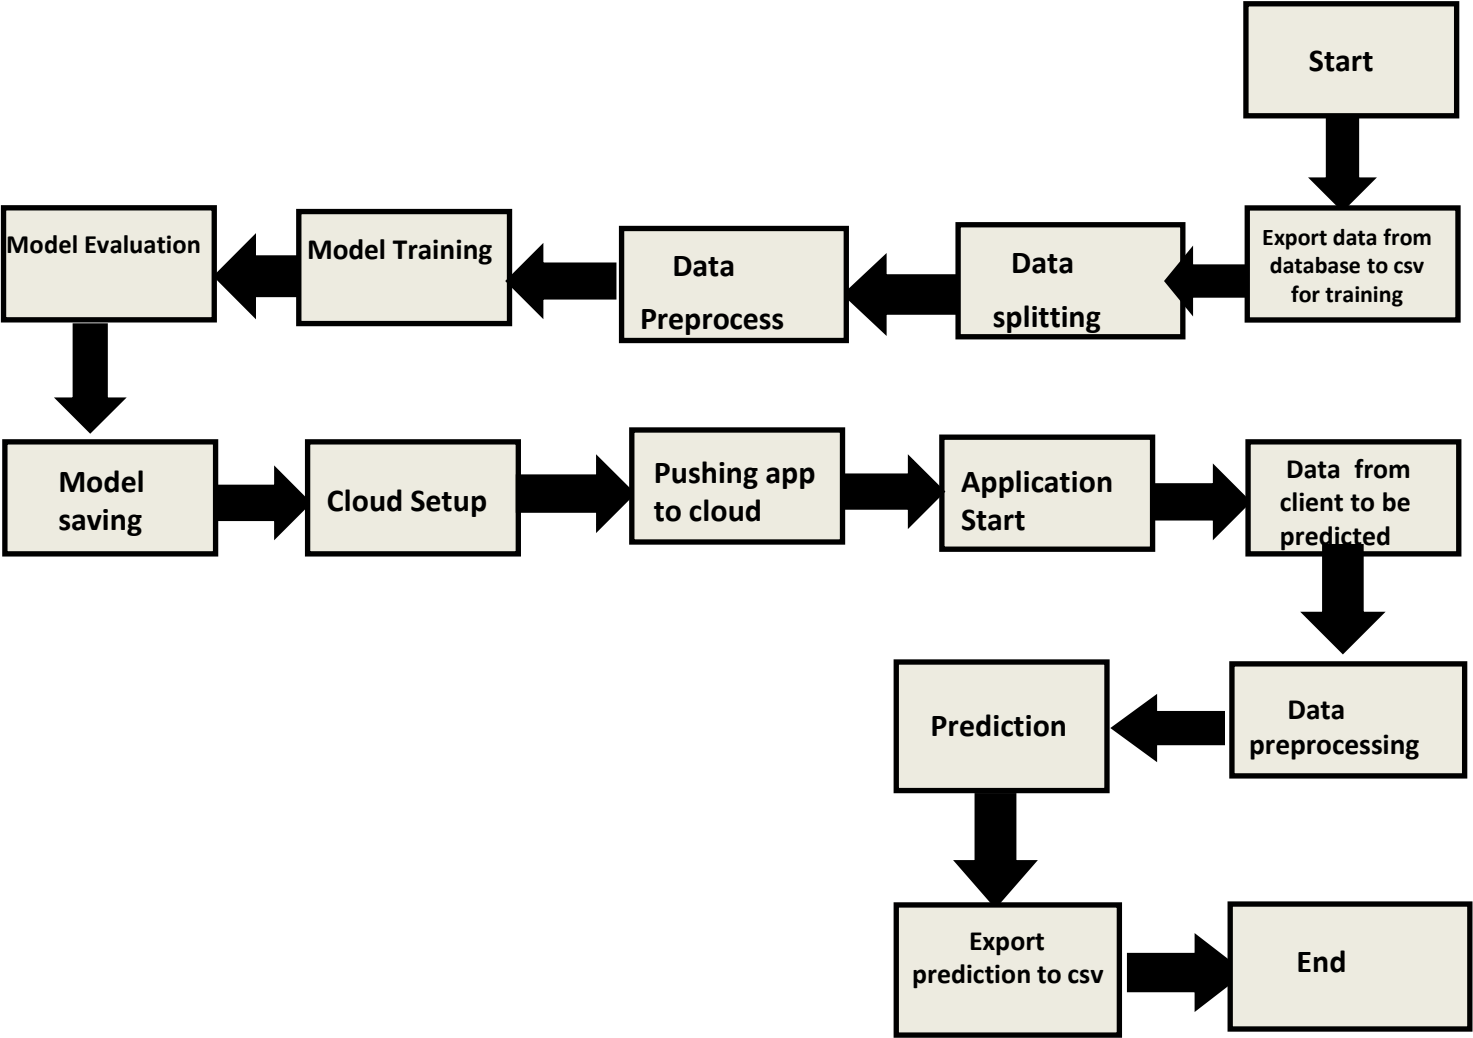 Start
Export data from
database to csv
for training
Data
splitting
Data
Preprocess
Model Training
Model Evaluation
Model
saving
Cloud Setup
Pushing app
to cloud
Application
Start
Data from
client to be
predicted
Data
preprocessing
Prediction
Export
prediction to csv
End